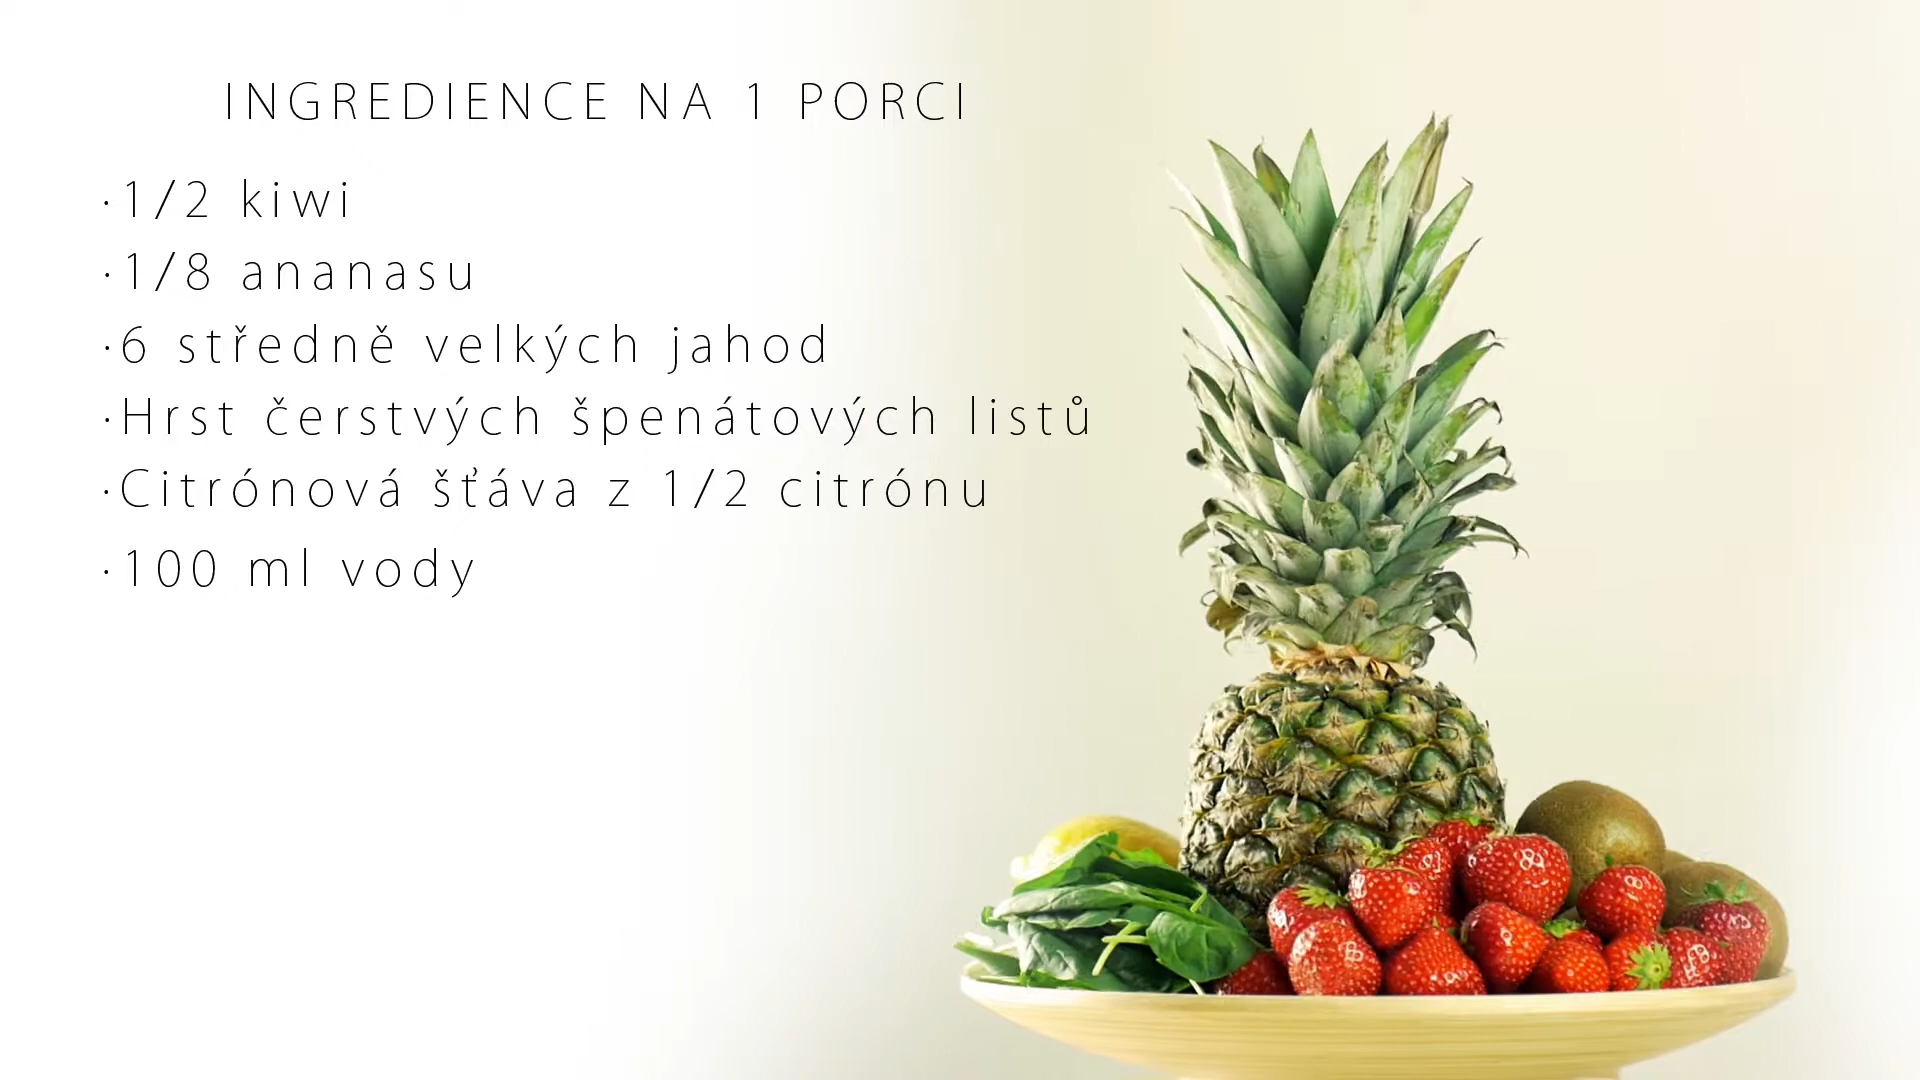 INGREDIENCE NA 1 PORCI
·1/2 kiwi
·1/8 ananasu
·6 středně velkých jahod
·Hrst čerstvých špenátových listů
·Citrónová šťáva z 1/2 citrónu
·100 ml vody